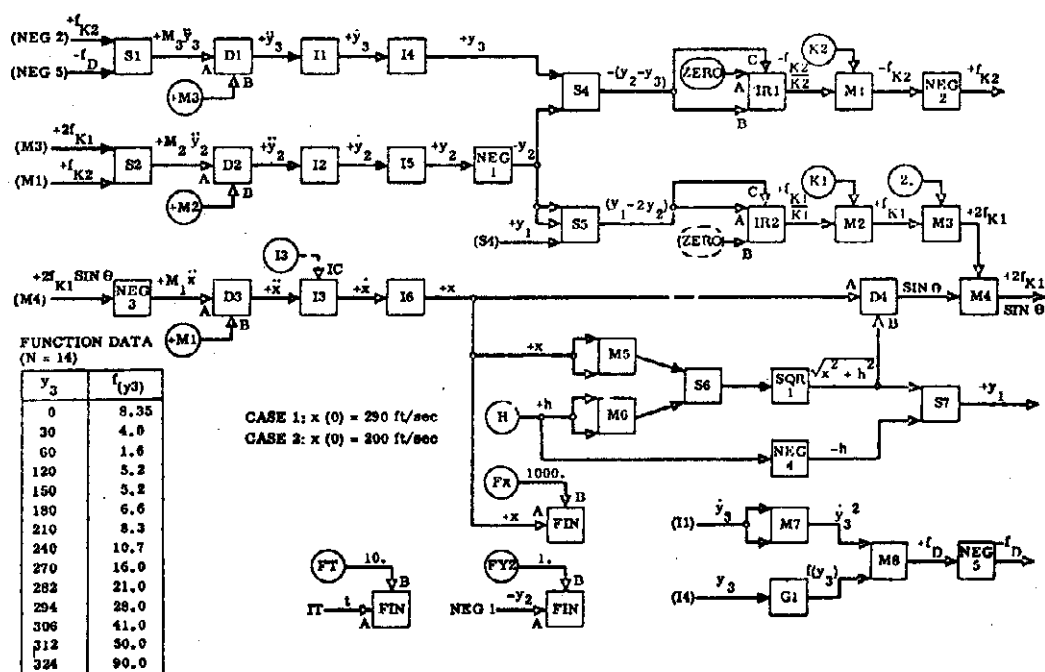 (NEG 2) +f K2
(NEG 5) -f D
S1
+M3 ÿ3
A
D1
B
+M3
+ÿ3
I1
+ẏ3
I4
+y3
(M3) +2f K1
(M1) +f K2
S2
+M2 ÿ2
A
D2
B
+M2
+ÿ2
I2
+ẏ2
I5
+y2
NEG 1
-y2
S4
-(y2-y3)
ZERO
C
A
IR1
B
-f K2
K2
K2
M1
-f K2
NEG 2
+f K2
S5
+y1
(S4)
(y1-2y2)
C
A
IR2
B
(ZERO)
+f K1
K1
K1
M2
+f K1
2.
M3
+2f K1
(M4) +2f K1 SIN θ
NEG 3
+M1 ẍ
A
D3
B
+M1
+ẍ
I3
IC
I3
+ẋ
I6
+x
A
D4
B
SIN θ
M4
+2f K1
SIN θ
+x
M5
S6
SQR 1
√x² + h²
S7
+y1
H
+h
M6
NEG 4
-h
CASE 1: x (0) = 290 ft/sec
CASE 2: x (0) = 200 ft/sec
Fx
1000.
B
+x
A
FIN
FT
10.
B
IT
t
A
FIN
FY2
1.
B
NEG 1
-y2
A
FIN
(I1)
ẏ3
M7
ẏ3²
M8
+f D
NEG 5
-f D
(I4)
y3
G1
f(y3)
FUNCTION DATA
(N = 14)
y3 f(y3)
0 8.35
30 4.0
60 1.6
120 5.2
150 5.2
180 6.6
210 8.3
240 10.7
270 16.0
282 21.0
294 28.0
306 41.0
312 50.0
324 90.0